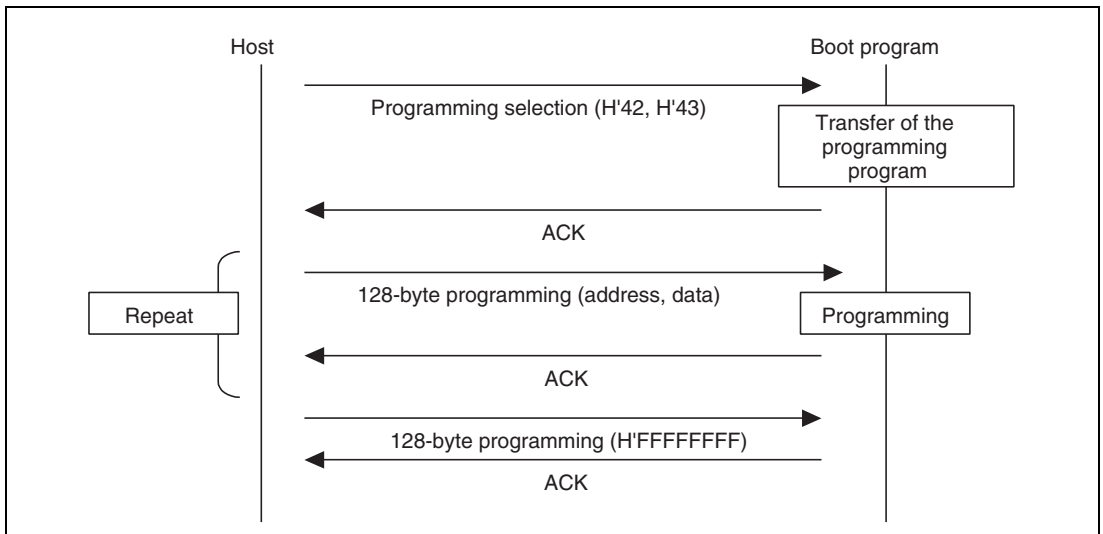 Host
Boot program
Programming selection (H'42, H'43)
Transfer of the
programming
program
ACK
128-byte programming (address, data)
Repeat
Programming
ACK
128-byte programming (H'FFFFFFFF)
ACK